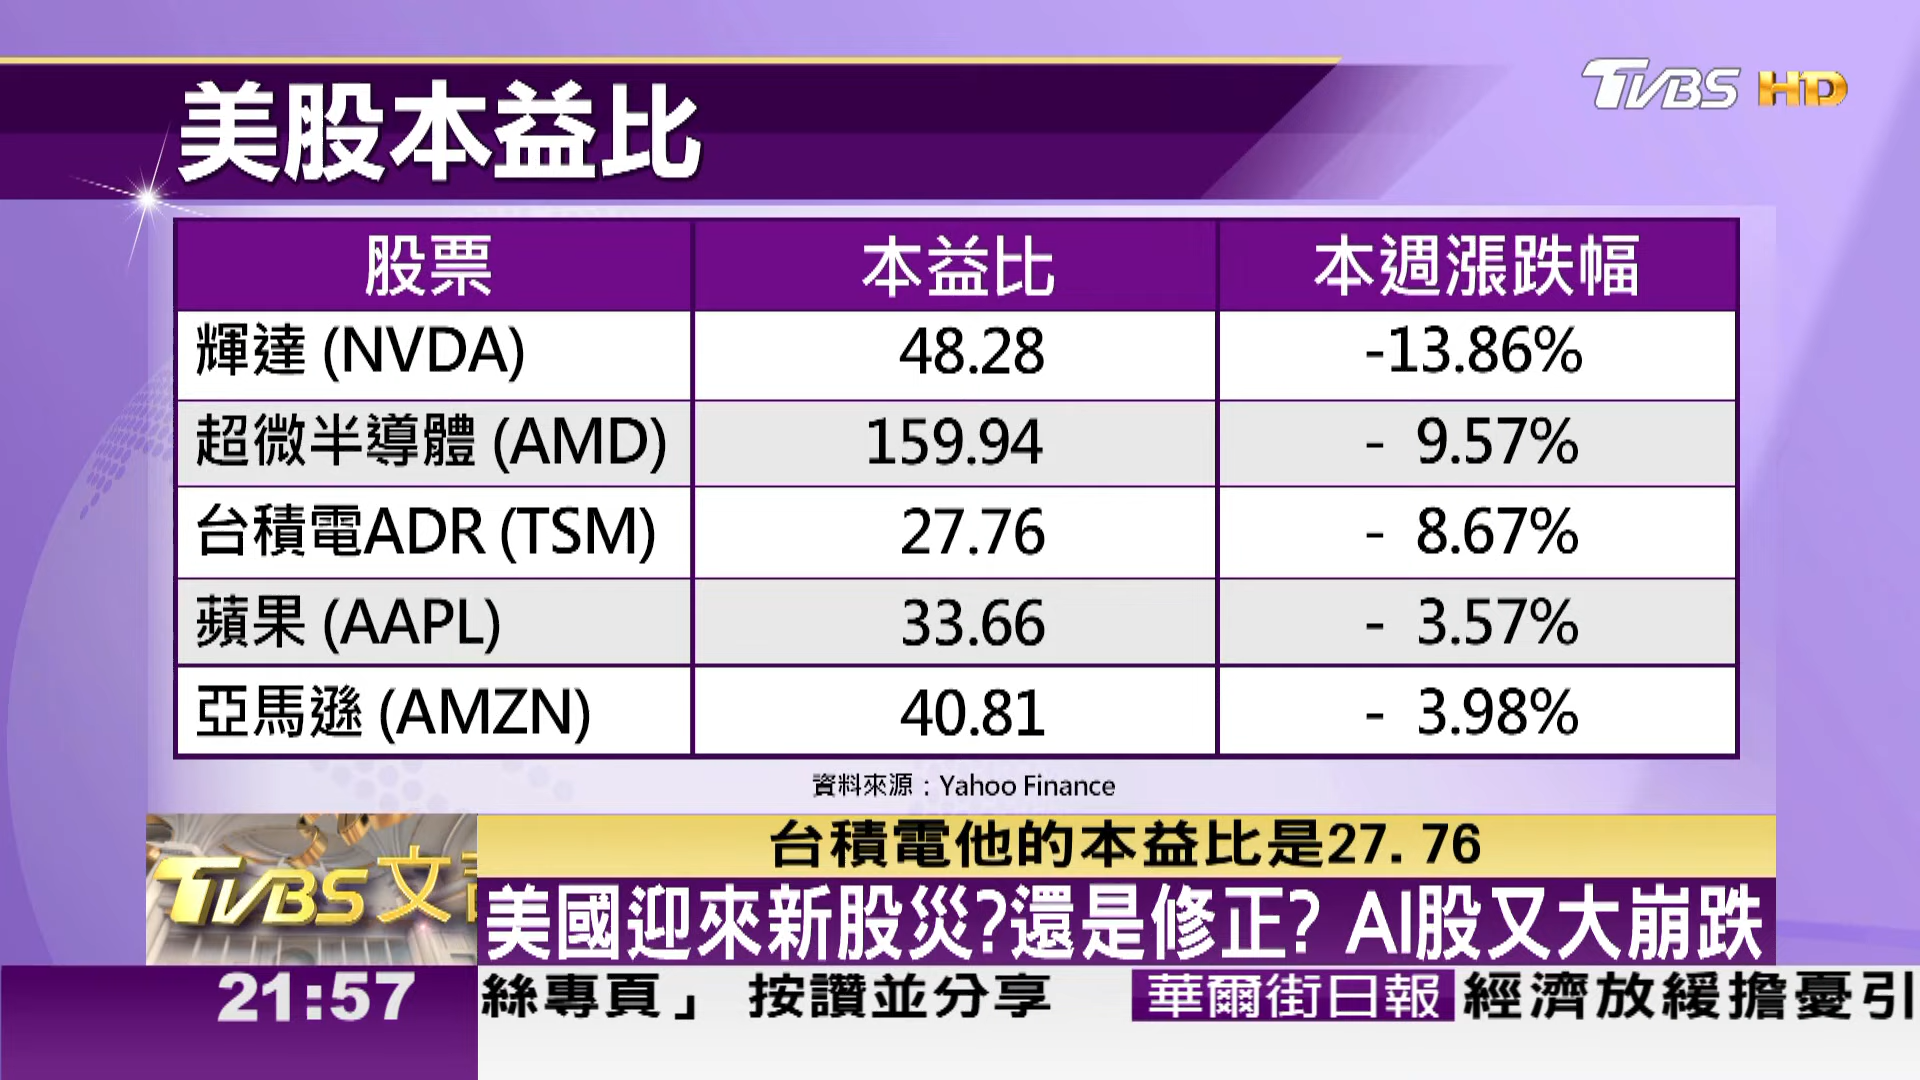 美股本益比
TVBS HD
股票 本益比 本週漲跌幅
輝達 (NVDA) 48.28 -13.86%
超微半導體 (AMD) 159.94 - 9.57%
台積電ADR (TSM) 27.76 - 8.67%
蘋果 (AAPL) 33.66 - 3.57%
亞馬遜 (AMZN) 40.81 - 3.98%
資料來源：Yahoo Finance
台積電他的本益比是27.76
TVBS 文
美國迎來新股災?還是修正? AI股又大崩跌
21:57 絲專頁」 按讚並分享 華爾街日報 經濟放緩擔憂引